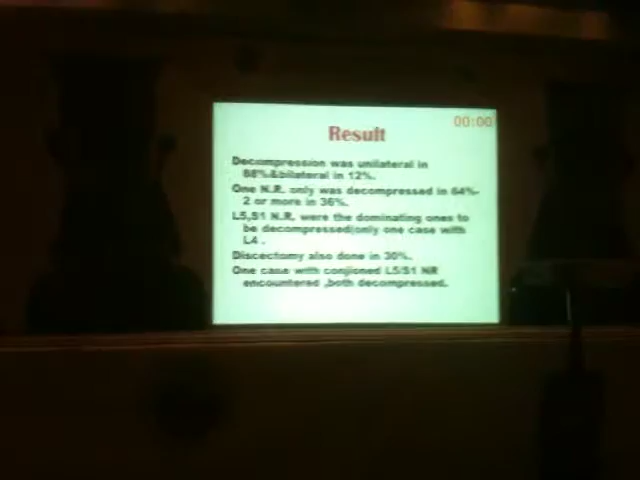 00:00
Result
Decompression was unilateral in
88%&bilateral in 12%.
One N.R. only was decompressed in 64%-
2 or more in 36%.
L5,S1 N.R. were the dominating ones to
be decompressed(only one case with
L4 .
Discectomy also done in 30%.
One case with conjioned L5/S1 NR
encountered ,both decompressed.